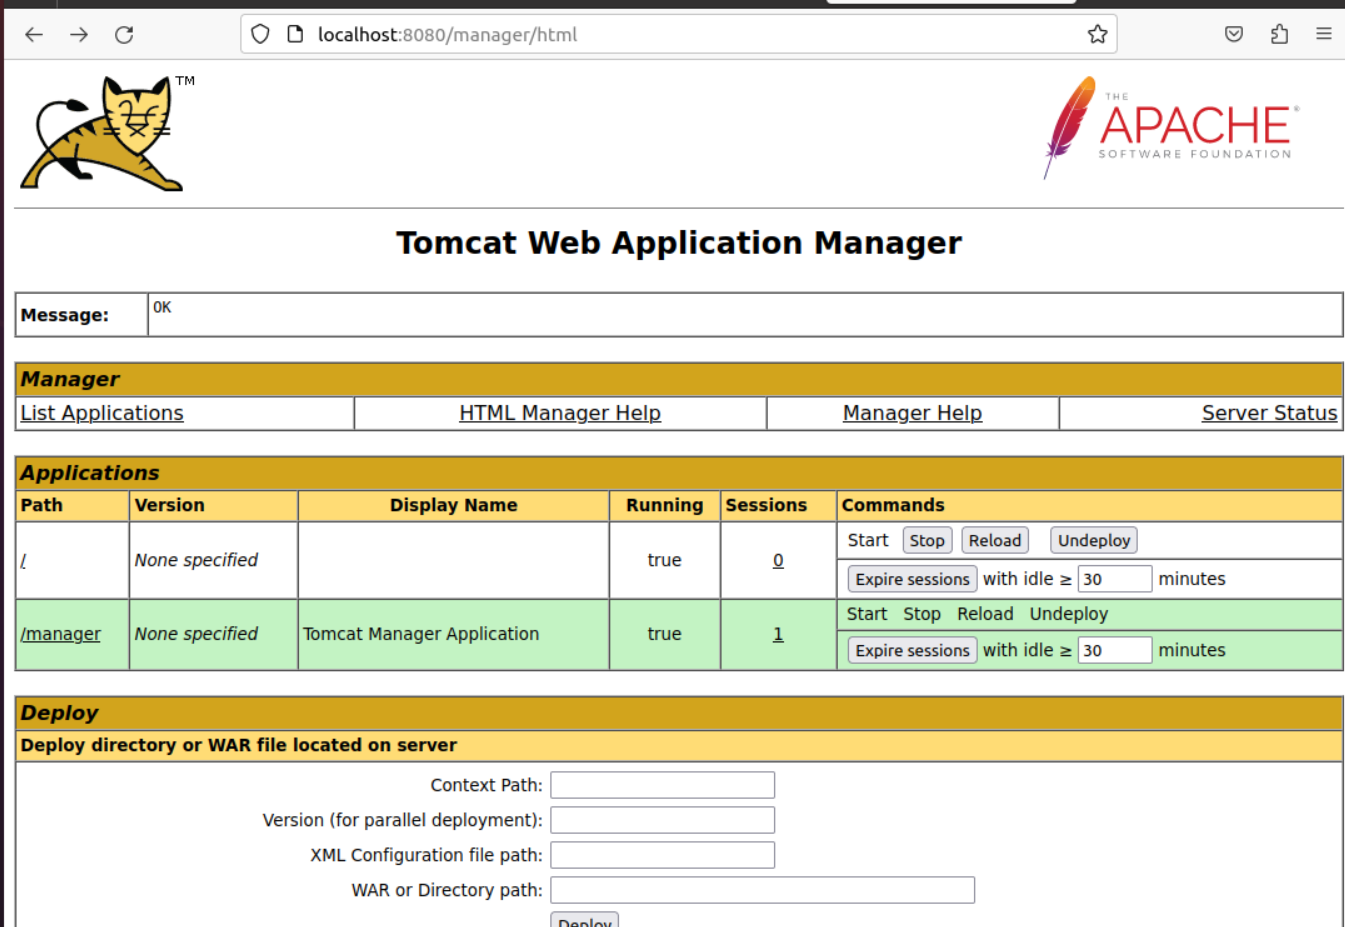 localhost:8080/manager/html
TM
THE
APACHE®
SOFTWARE FOUNDATION
Tomcat Web Application Manager
Message: OK
Manager
List Applications HTML Manager Help Manager Help Server Status
Applications
Path Version Display Name Running Sessions Commands
/ None specified true 0 Start Stop Reload Undeploy
Expire sessions with idle ≥ 30 minutes
/manager None specified Tomcat Manager Application true 1 Start Stop Reload Undeploy
Expire sessions with idle ≥ 30 minutes
Deploy
Deploy directory or WAR file located on server
Context Path:
Version (for parallel deployment):
XML Configuration file path:
WAR or Directory path:
Deploy